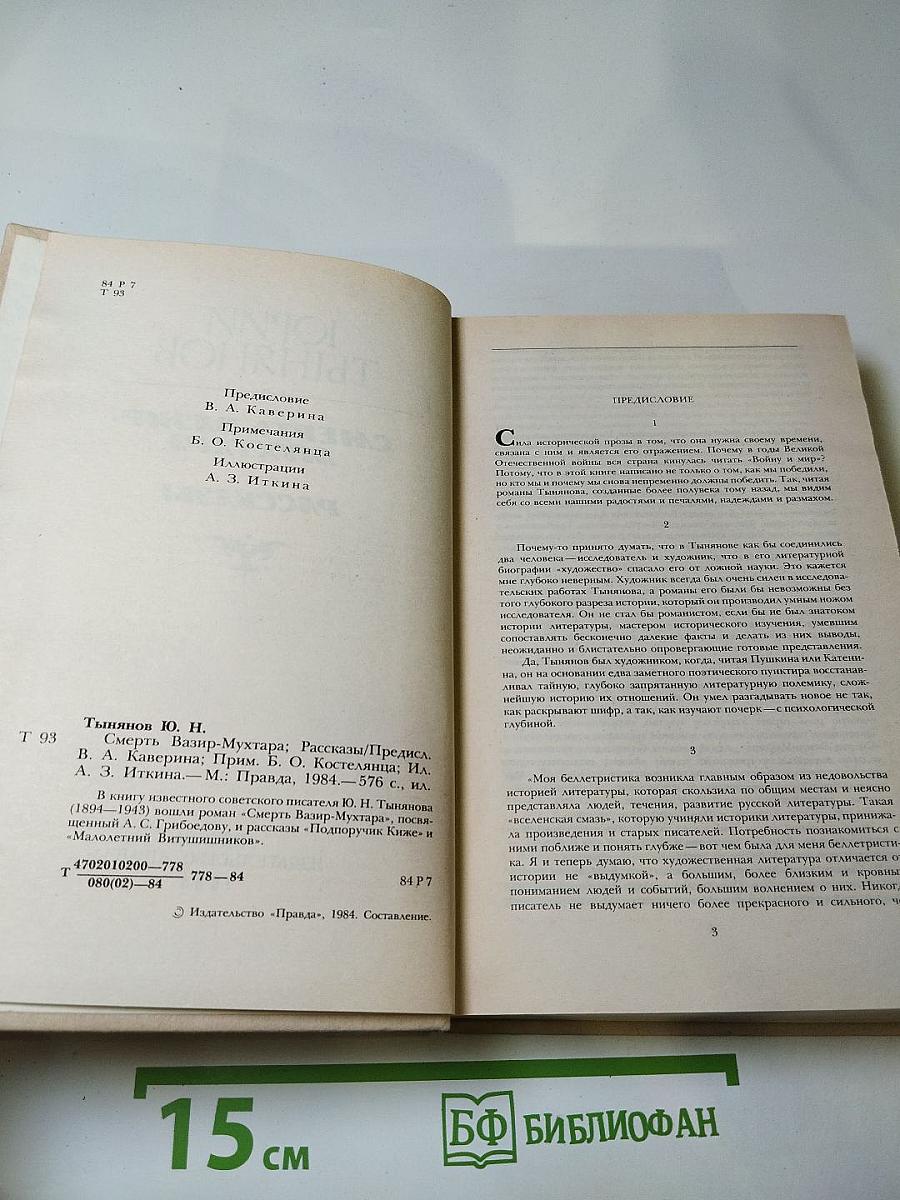 84 Р 7
Т 93
Предисловие
В. А. Каверина
Примечания
Б. О. Костелянца
Иллюстрации
А. З. Иткина
Тынянов Ю. Н.
Т 93
Смерть Вазир-Мухтара; Рассказы/Предисл.
В. А. Каверина; Прим. Б. О. Костелянца; Ил.
А. З. Иткина.— М.: Правда, 1984.— 576 с., ил.
В книгу известного советского писателя Ю. Н. Тынянова
(1894—1943) вошли роман «Смерть Вазир-Мухтара», посвя-
щенный А. С. Грибоедову, и рассказы «Подпоручик Киже» и
«Малолетний Витушишников».
Т 4702010200—778
080(02)—84
778—84
84 Р 7
© Издательство «Правда», 1984. Составление.
ПРЕДИСЛОВИЕ
1
Сила исторической прозы в том, что она нужна своему времени,
связана с ним и является его отражением. Почему в годы Великой
Отечественной войны вся страна кинулась читать «Войну и мир»?
Потому, что в этой книге написано не только о том, как мы победили,
но кто мы и почему мы снова непременно должны победить. Так, читая
романы Тынянова, созданные более полувека тому назад, мы видим
себя со всеми нашими радостями и печалями, надеждами и размахом.
2
Почему-то принято думать, что в Тынянове как бы соединились
два человека — исследователь и художник, что в его литературной
биографии «художество» спасало его от ложной науки. Это кажется
мне глубоко неверным. Художник всегда был очень силен в исследова-
тельских работах Тынянова, а романы его были бы невозможны без
того глубокого разреза истории, который он производил умным ножом
исследователя. Он не стал бы романистом, если бы не был знатоком
истории литературы, мастером исторического изучения, умевшим
сопоставлять бесконечно далекие факты и делать из них выводы,
неожиданно и блистательно опровергающие готовые представления.
Да, Тынянов был художником, когда, читая Пушкина или Катени-
на, он на основании едва заметного поэтического пунктира восстанав-
ливал тайную, глубоко запрятанную литературную полемику, слож-
нейшую историю их отношений. Он умел разгадывать новое не так,
как раскрывают шифр, а так, как изучают почерк — с психологической
глубиной.
3
«Моя беллетристика возникла главным образом из недовольства
историей литературы, которая скользила по общим местам и неясно
представляла людей, течения, развитие русской литературы. Такая
«вселенская смазь», которую учиняли историки литературы, принижа-
ла произведения и старых писателей. Потребность познакомиться с
ними поближе и понять глубже — вот чем была для меня беллетристи-
ка. Я и теперь думаю, что художественная литература отличается от
истории не «выдумкой», а большим, более близким и кровным
пониманием людей и событий, большим волнением о них. Никогд
писатель не выдумает ничего более прекрасного и сильного, че
3
15 см
БФ БИБЛИОФАН